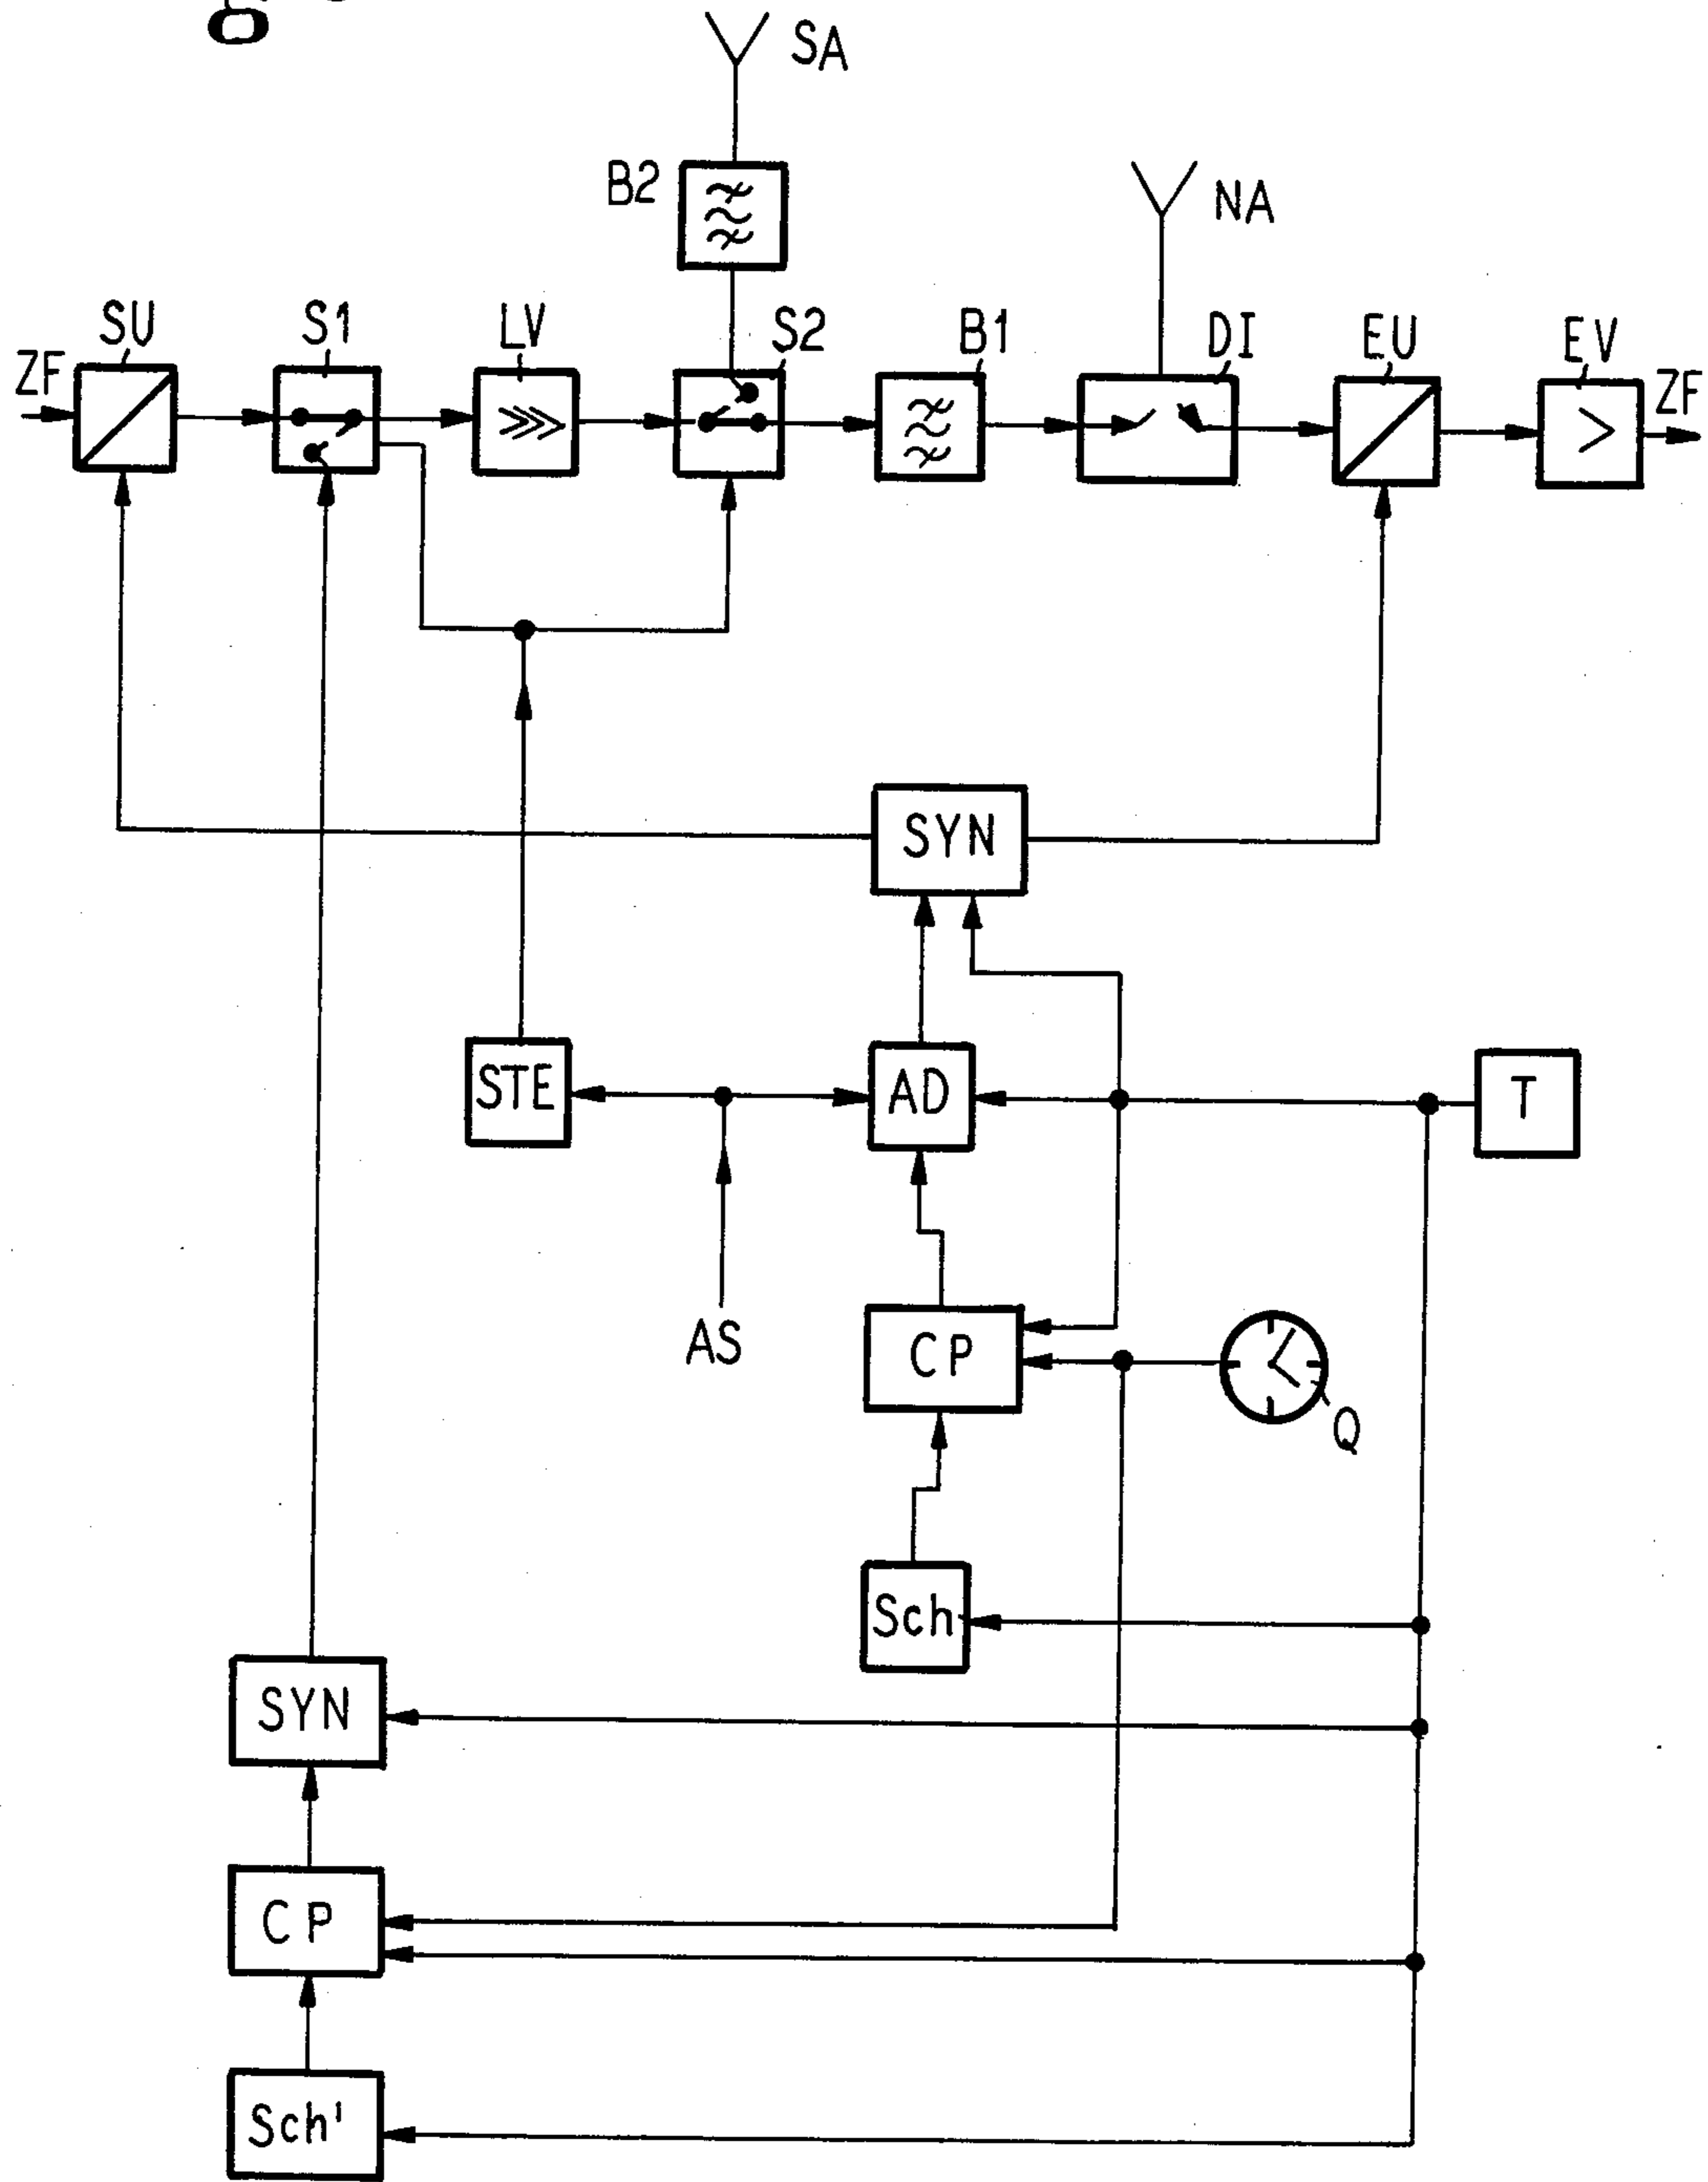 SA
B2
NA
SU
S1
LV
S2
B1
DI
EU
EV
ZF
ZF
SYN
STE
AD
T
AS
CP
Q
Sch
SYN
CP
Sch'